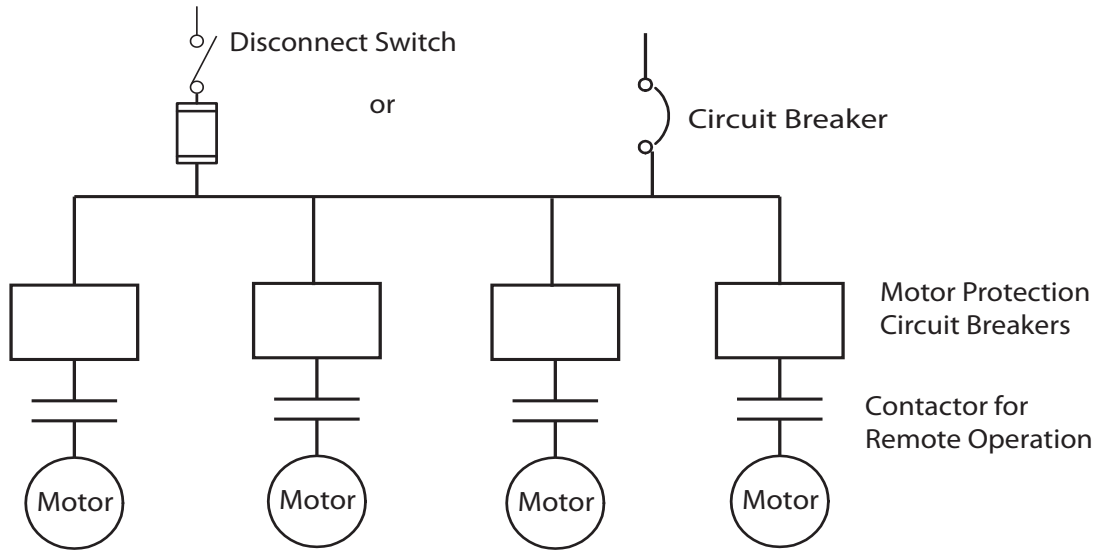 Disconnect Switch
or
Circuit Breaker
Motor Protection
Circuit Breakers
Contactor for
Remote Operation
Motor
Motor
Motor
Motor